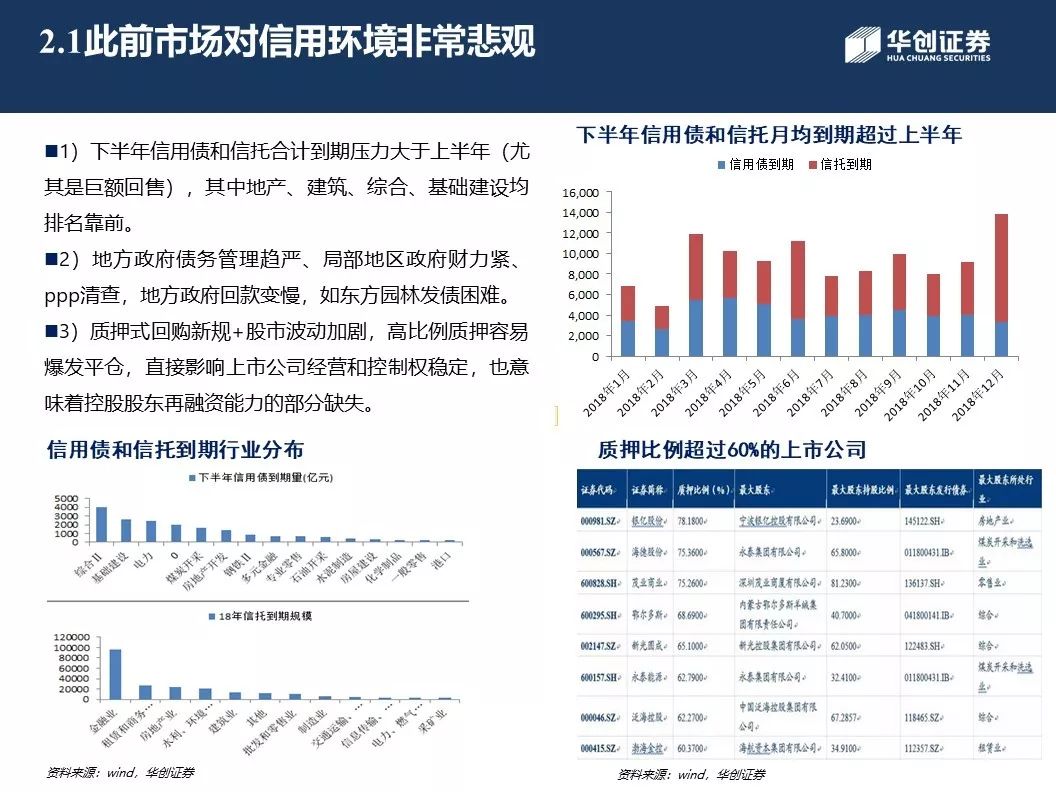 2.1此前市场对信用环境非常悲观
华创证券
HUA CHUANG SECURITIES
■1）下半年信用债和信托合计到期压力大于上半年（尤
其是巨额回售），其中地产、建筑、综合、基础建设均
排名靠前。
■2）地方政府债务管理趋严、局部地区政府财力紧、
ppp清查，地方政府回款变慢，如东方园林发债困难。
■3）质押式回购新规+股市波动加剧，高比例质押容易
爆发平仓，直接影响上市公司经营和控制权稳定，也意
味着控股股东再融资能力的部分缺失。
下半年信用债和信托月均到期超过上半年
信用债到期 信托到期
16,000
14,000
12,000
10,000
8,000
6,000
4,000
2,000
0
2018年1月 2018年2月 2018年3月 2018年4月 2018年5月 2018年6月 2018年7月 2018年8月 2018年9月 2018年10月 2018年11月 2018年12月
信用债和信托到期行业分布
下半年信用债到期量(亿元)
5000
4000
3000
2000
1000
0
综合Ⅱ 基础建设 电力 0 煤炭开采 房地产开发 钢铁Ⅱ 多元金融 专业零售 石油开采 水泥制造 房屋建设 化学制品 一般零售 港口
18年信托到期规模
120000
100000
80000
60000
40000
20000
0
金融业 租赁和商务… 房地产业 水利、环境… 建筑业 其他 批发和零售业 制造业 交通运输、… 信息传输、… 电力、燃气… 采矿业
资料来源：wind，华创证券
质押比例超过60%的上市公司
证券代码 证券简称 质押比例（%） 最大股东 最大股东持股比例 最大股东发行债券 最大股东所处行业
000981.SZ 银亿股份 78.1800 宁波银亿控股有限公司 23.6900 145122.SH 房地产业
000567.SZ 海德股份 75.3600 永泰集团有限公司 65.8000 011800431.IB 煤炭开采和洗选业
600828.SH 茂业商业 75.2600 深圳茂业商厦有限公司 81.2300 136137.SH 零售业
600295.SH 鄂尔多斯 68.6900 内蒙古鄂尔多斯羊绒集团有限责任公司 40.7000 041800141.IB 综合
002147.SZ 新光圆成 65.1000 新光控股集团有限公司 62.0500 122483.SH 综合
600157.SH 永泰能源 62.7900 永泰集团有限公司 32.4100 011800431.IB 煤炭开采和洗选业
000046.SZ 泛海控股 62.2700 中国泛海控股集团有限公司 67.2857 118465.SZ 综合
000415.SZ 渤海金控 60.3700 海航资本集团有限公司 34.9100 112357.SZ 租赁业
资料来源：wind，华创证券